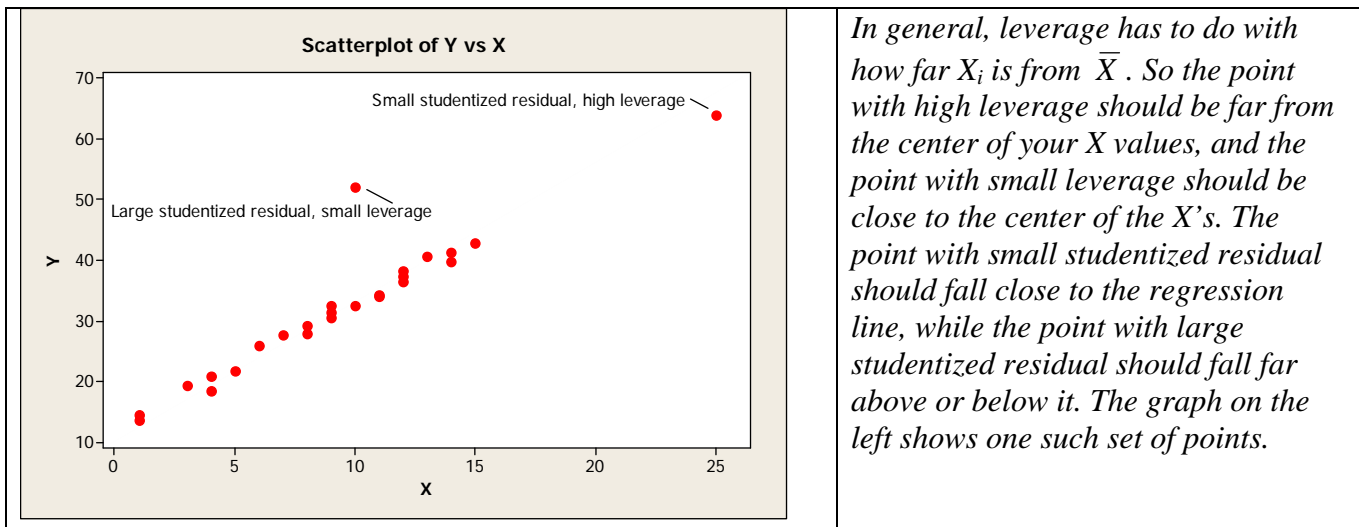 Scatterplot of Y vs X
70
60
50
40
30
20
10
Y
Small studentized residual, high leverage
Large studentized residual, small leverage
0 5 10 15 20 25
X
In general, leverage has to do with
how far Xi is from X̅ . So the point
with high leverage should be far from
the center of your X values, and the
point with small leverage should be
close to the center of the X’s. The
point with small studentized residual
should fall close to the regression
line, while the point with large
studentized residual should fall far
above or below it. The graph on the
left shows one such set of points.